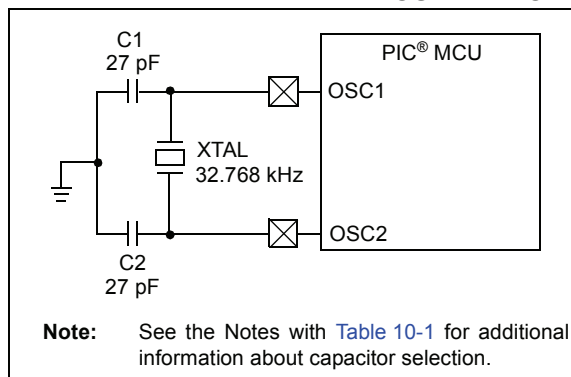 C1
27 pF
PIC® MCU
OSC1
XTAL
32.768 kHz
OSC2
C2
27 pF
Note: See the Notes with Table 10-1 for additional
information about capacitor selection.